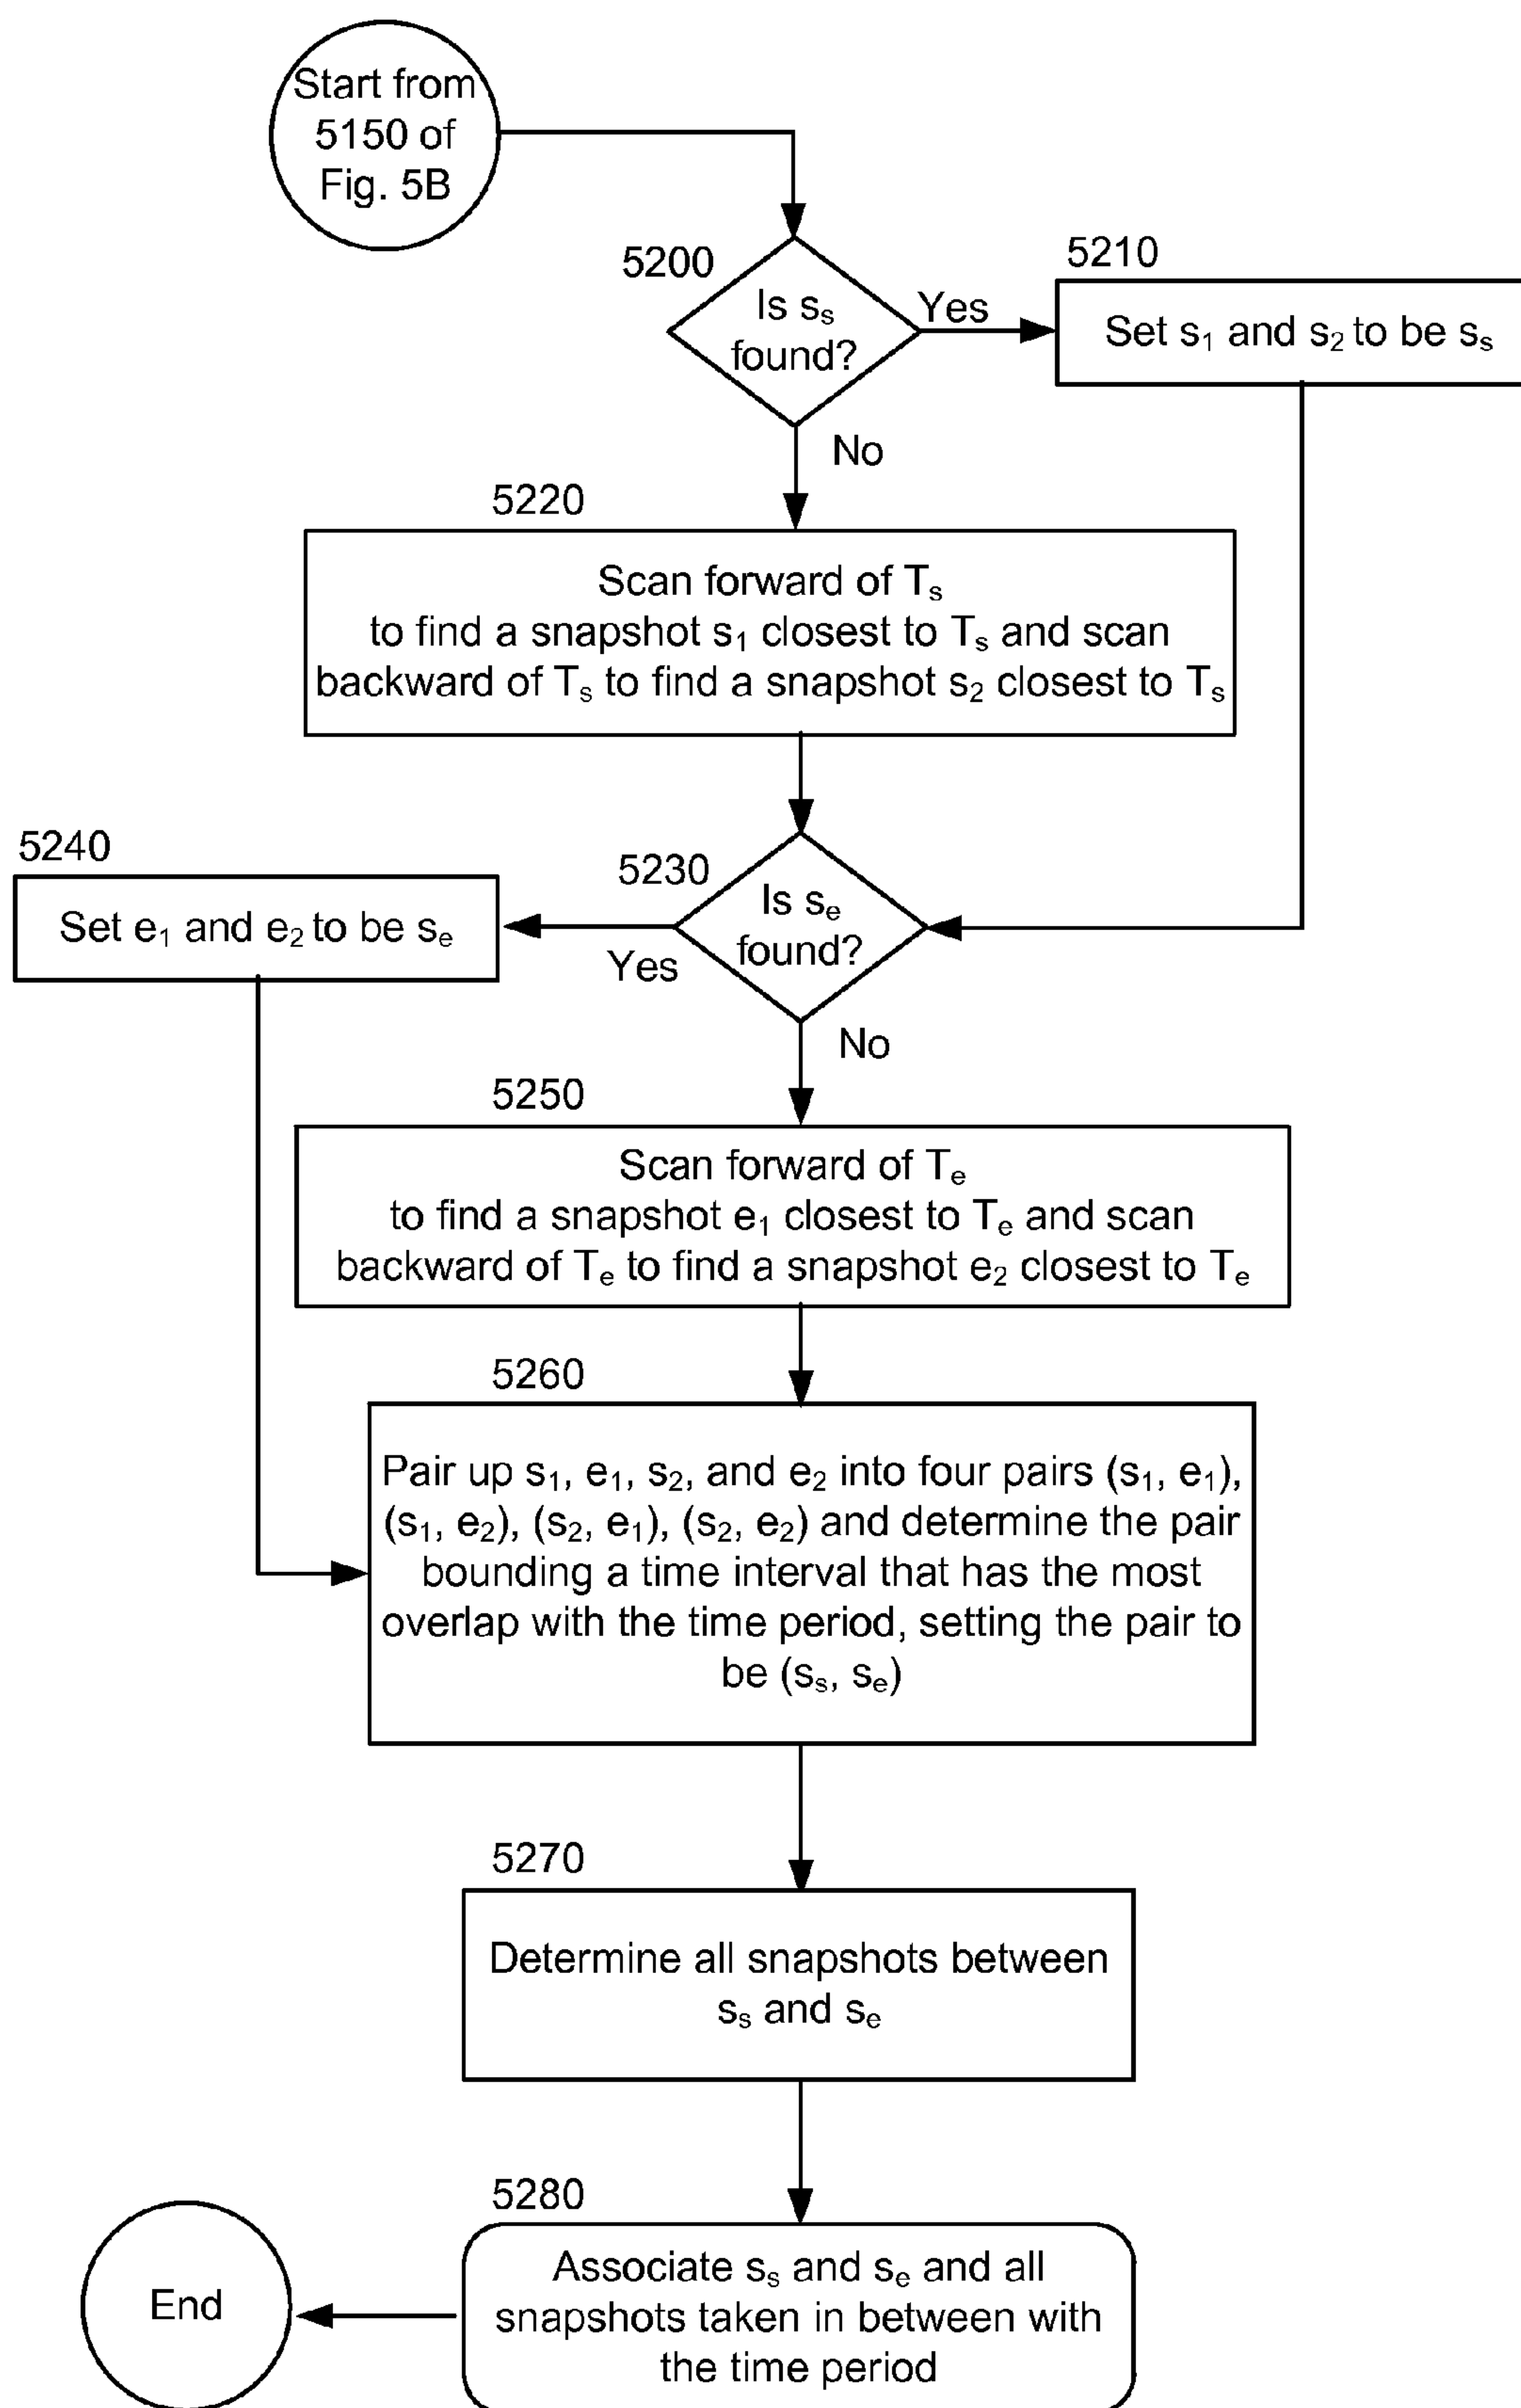 Start from
5150 of
Fig. 5B
5200
Is sₛ
found?
Yes
5210
Set s₁ and s₂ to be sₛ
No
5220
Scan forward of Tₛ
to find a snapshot s₁ closest to Tₛ and scan
backward of Tₛ to find a snapshot s₂ closest to Tₛ
5230
Is sₑ
found?
Yes
5240
Set e₁ and e₂ to be sₑ
No
5250
Scan forward of Tₑ
to find a snapshot e₁ closest to Tₑ and scan
backward of Tₑ to find a snapshot e₂ closest to Tₑ
5260
Pair up s₁, e₁, s₂, and e₂ into four pairs (s₁, e₁),
(s₁, e₂), (s₂, e₁), (s₂, e₂) and determine the pair
bounding a time interval that has the most
overlap with the time period, setting the pair to
be (sₛ, sₑ)
5270
Determine all snapshots between
sₛ and sₑ
5280
Associate sₛ and sₑ and all
snapshots taken in between with
the time period
End